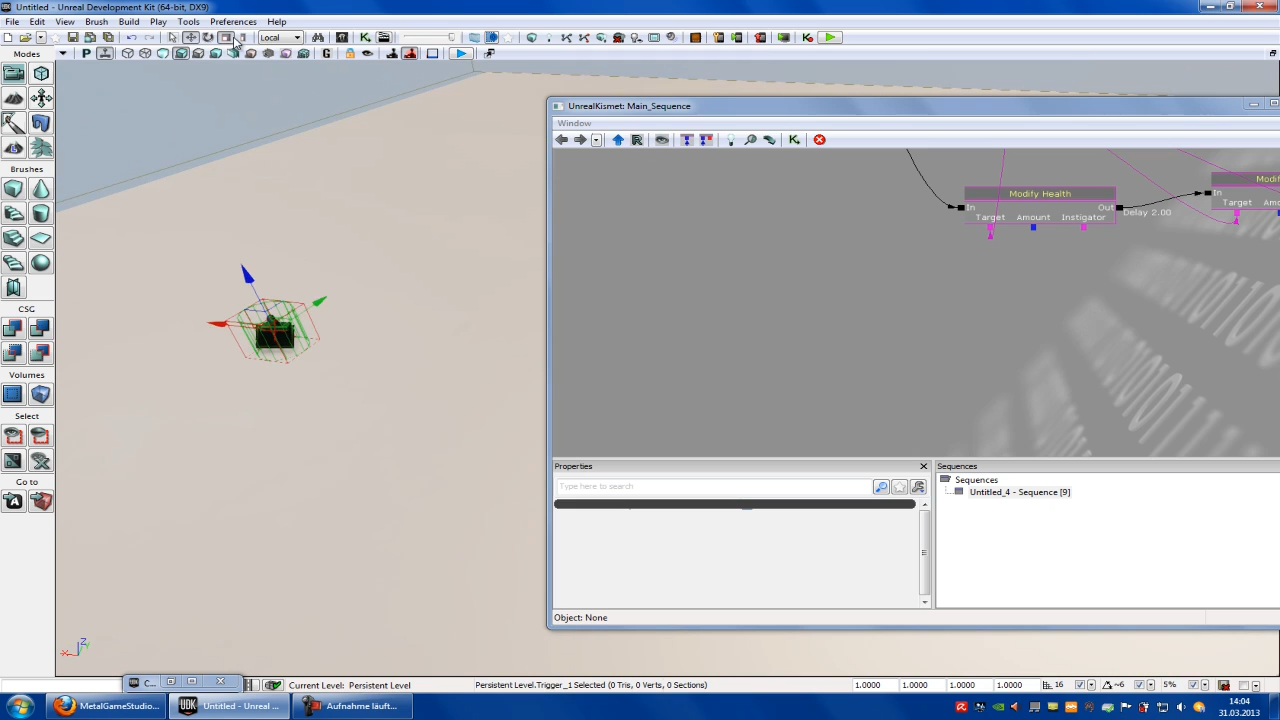 Untitled - Unreal Development Kit (64-bit, DX9)
File Edit View Brush Build Play Tools Preferences Help
Local
Modes
Brushes
CSG
Volumes
Select
Go to
UnrealKismet: Main_Sequence
Window
Modify Health
In Out
Target Amount Instigator
Delay 2.00
Modif
In
Target Amo
Properties
Type here to search
Sequences
Sequences
Untitled_4 - Sequence [9]
Object: None
Z
X
Y
C...
Current Level: Persistent Level
Persistent Level.Trigger_1 Selected (0 Tris, 0 Verts, 0 Sections)
1.0000 1.0000 1.0000 1.0000 16 ~6 5%
MetalGameStudio...
Untitled - Unreal ...
Aufnahme läuft...
14:04
31.03.2013